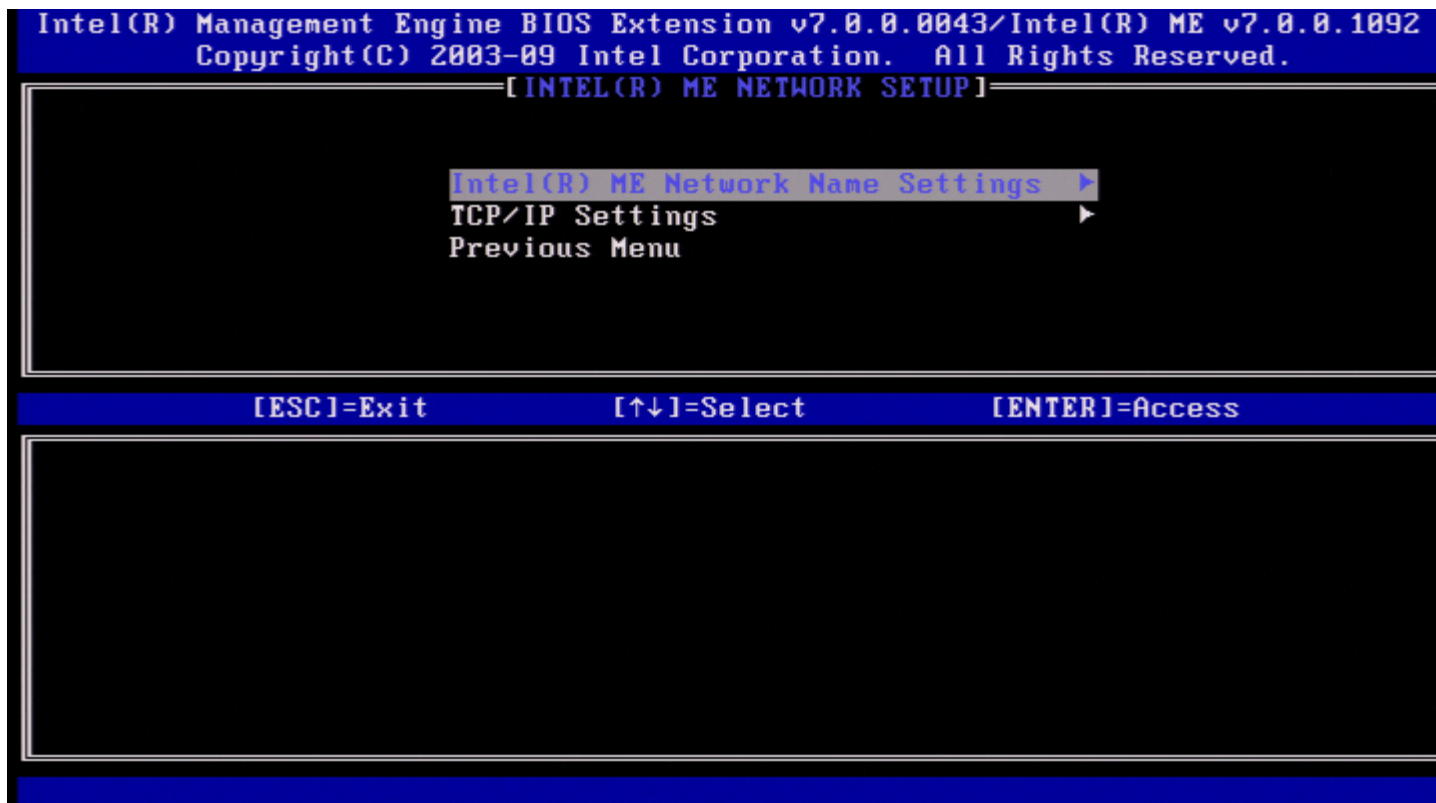 Intel(R) Management Engine BIOS Extension v7.0.0.0043/Intel(R) ME v7.0.0.1092
Copyright(C) 2003-09 Intel Corporation. All Rights Reserved.
[INTEL(R) ME NETWORK SETUP]
Intel(R) ME Network Name Settings ►
TCP/IP Settings ►
Previous Menu
[ESC]=Exit [↑↓]=Select [ENTER]=Access